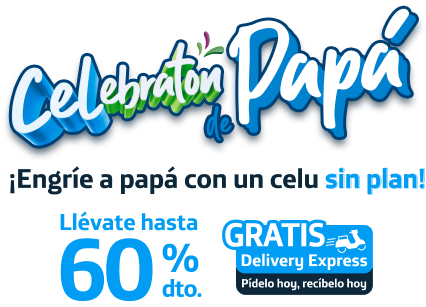 Celebratón de Papá
¡Engríe a papá con un celu sin plan!
Llévate hasta
60% dto.
GRATIS
Delivery Express
Pídelo hoy, recíbelo hoy